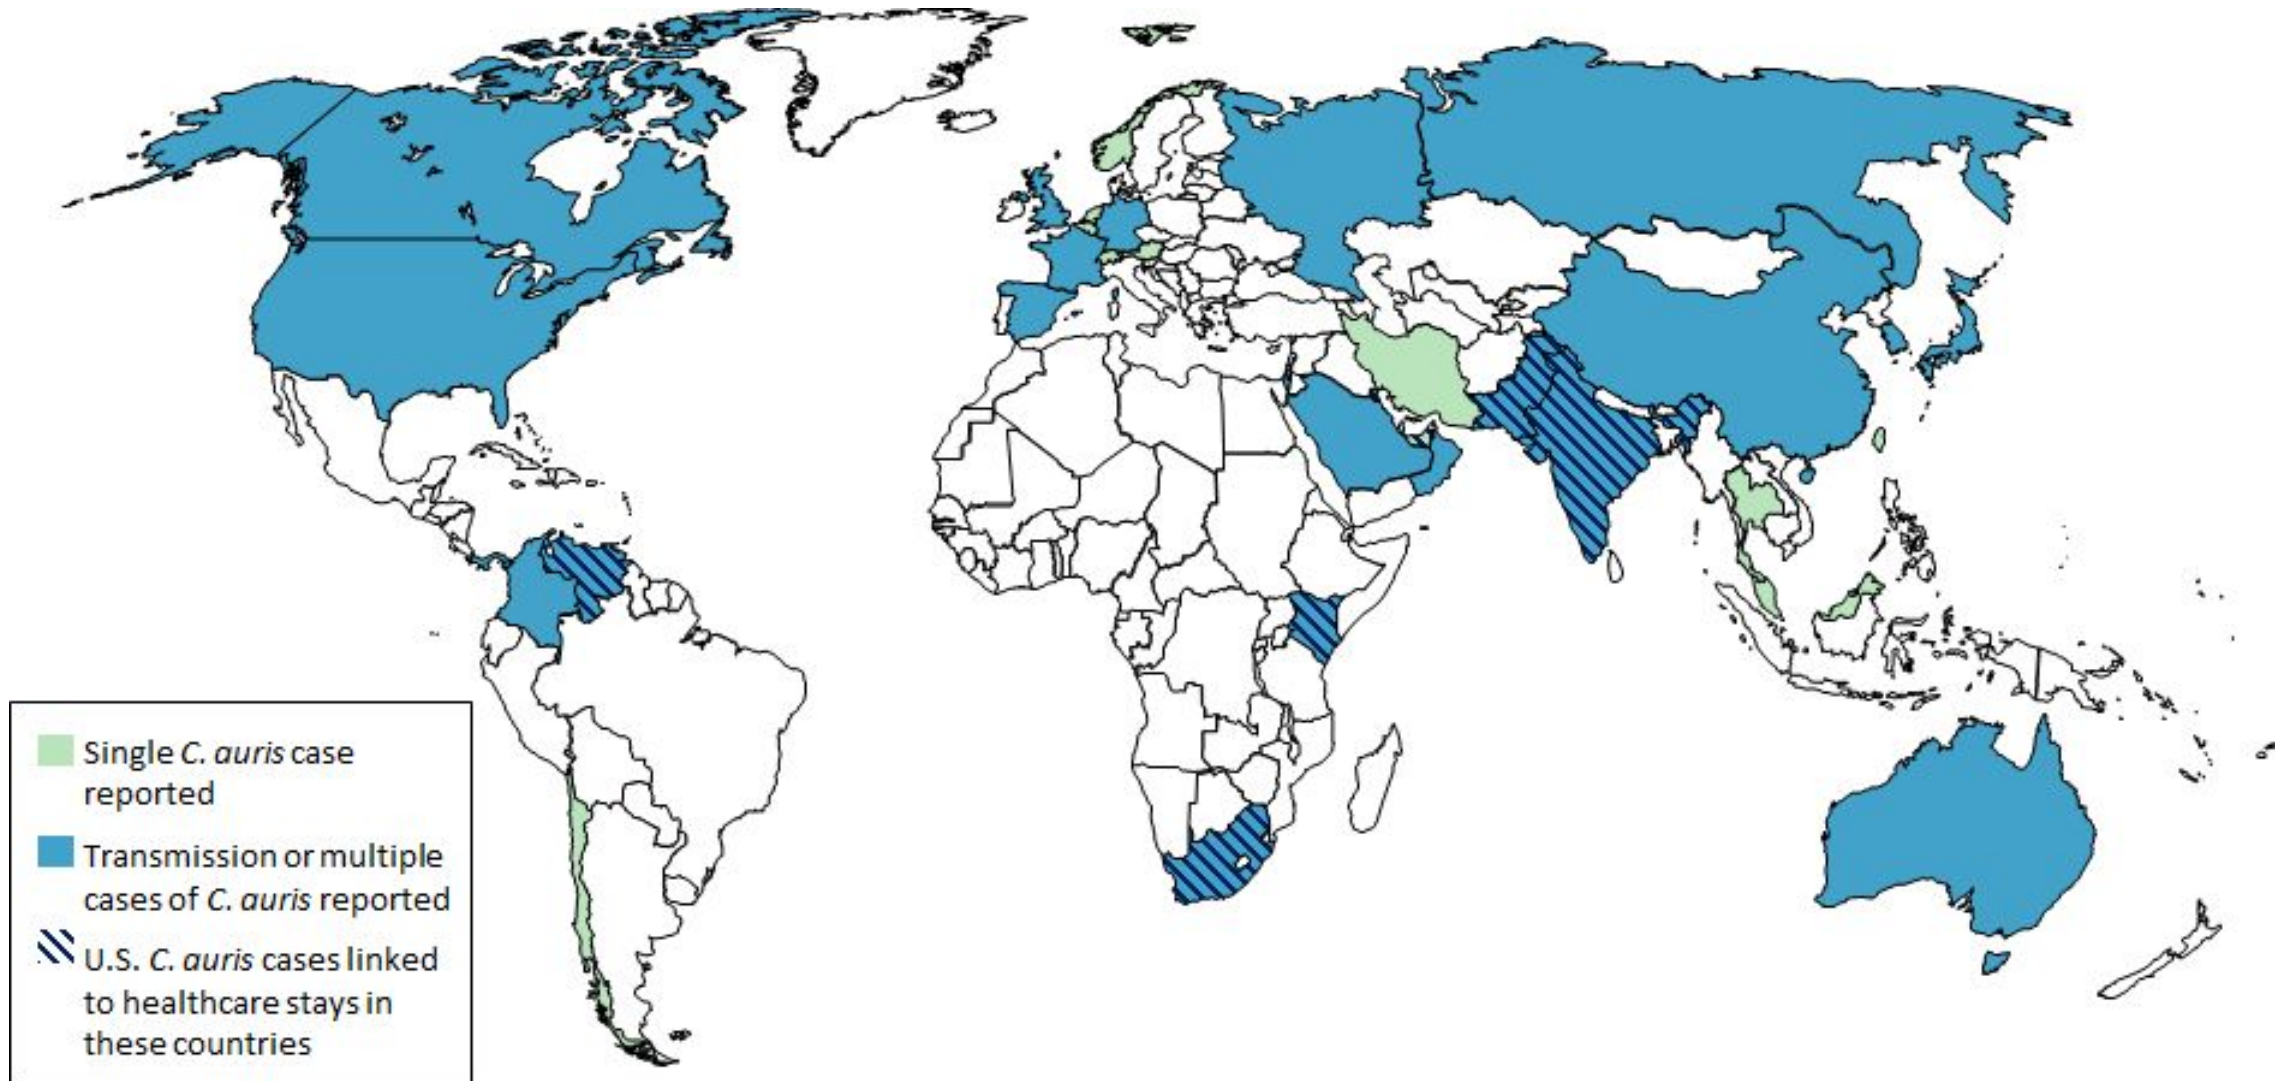 Single C. auris case
reported
Transmission or multiple
cases of C. auris reported
U.S. C. auris cases linked
to healthcare stays in
these countries